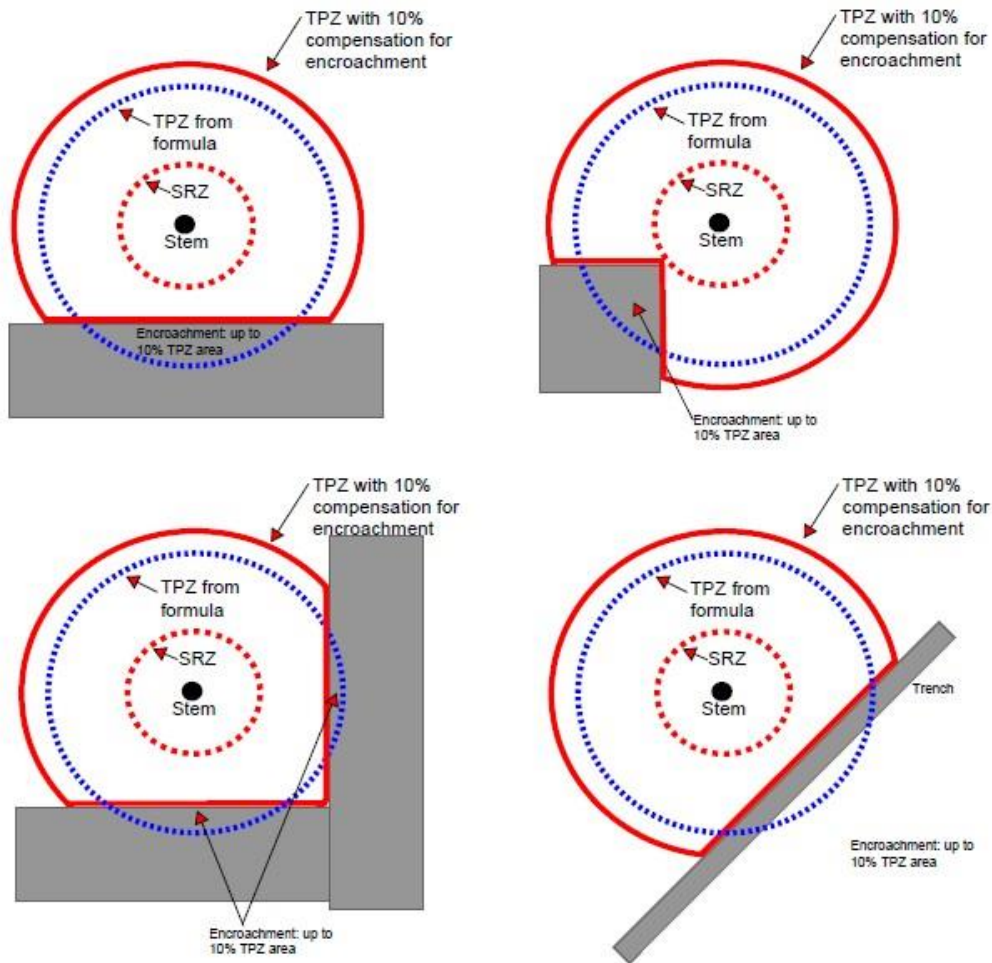 TPZ with 10%
compensation for
encroachment
TPZ from
formula
SRZ
Stem
Encroachment: up to
10% TPZ area
TPZ with 10%
compensation for
encroachment
TPZ from
formula
SRZ
Stem
Encroachment: up to
10% TPZ area
TPZ with 10%
compensation for
encroachment
TPZ from
formula
SRZ
Stem
Encroachment: up to
10% TPZ area
TPZ with 10%
compensation for
encroachment
TPZ from
formula
SRZ
Stem
Trench
Encroachment: up to
10% TPZ area